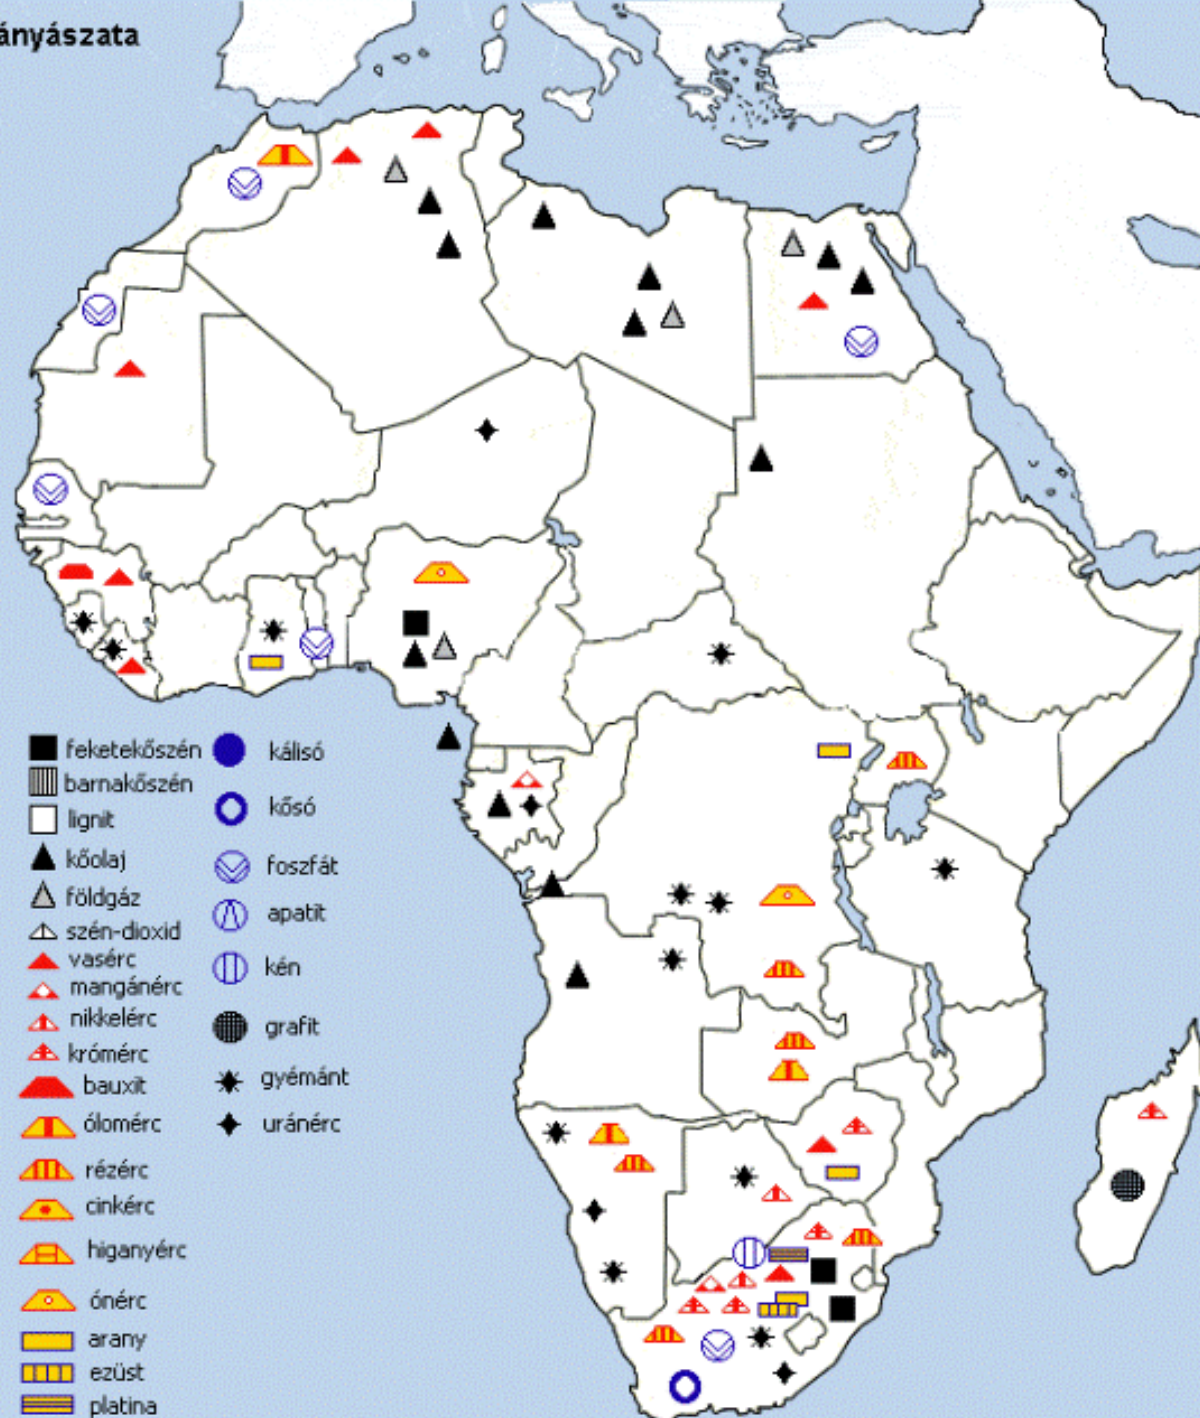 ányászata
feketekőszén
barnakőszén
lignit
kőolaj
földgáz
szén-dioxid
vasérc
mangánérc
nikkelérc
krómérc
bauxit
ólomérc
rézérc
cinkérc
higanyérc
ónérc
arany
ezüst
platina
kálisó
kősó
foszfát
apatit
kén
grafit
gyémánt
uránérc